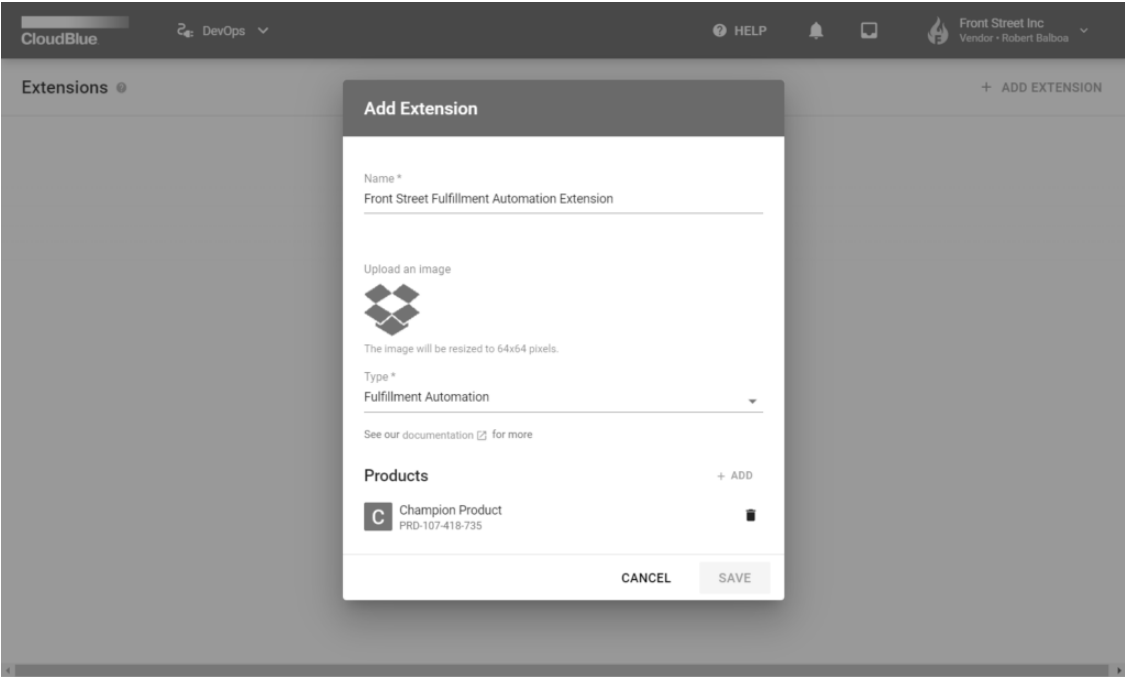 CloudBlue
DevOps
HELP
Front Street Inc
Vendor • Robert Balboa
Extensions
+ ADD EXTENSION
Add Extension
Name *
Front Street Fulfillment Automation Extension
Upload an image
The image will be resized to 64x64 pixels.
Type *
Fulfillment Automation
See our documentation for more
Products
+ ADD
C
Champion Product
PRD-107-418-735
CANCEL
SAVE